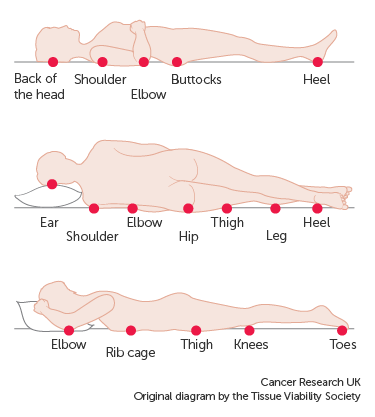 Back of
the head
Shoulder
Elbow
Buttocks
Heel
Ear
Shoulder
Elbow
Hip
Thigh
Leg
Heel
Elbow
Rib cage
Thigh
Knees
Toes
Cancer Research UK
Original diagram by the Tissue Viability Society